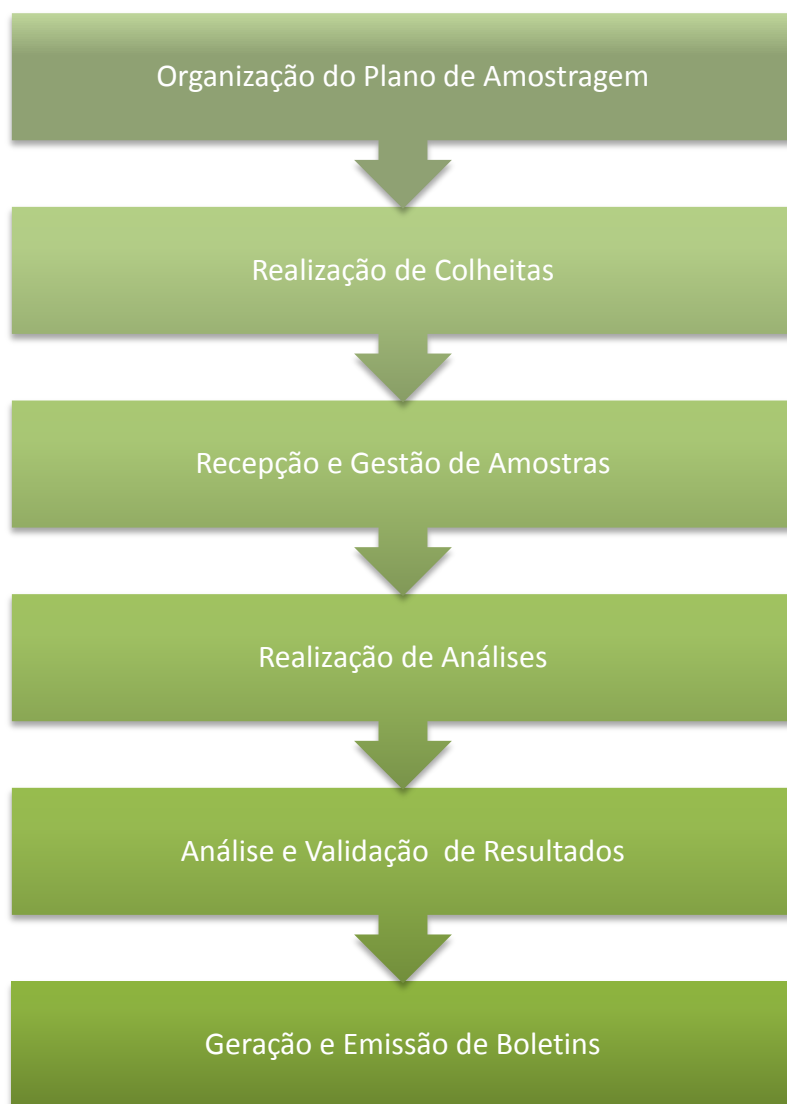 Organização do Plano de Amostragem
Realização de Colheitas
Recepção e Gestão de Amostras
Realização de Análises
Análise e Validação  de Resultados
Geração e Emissão de Boletins